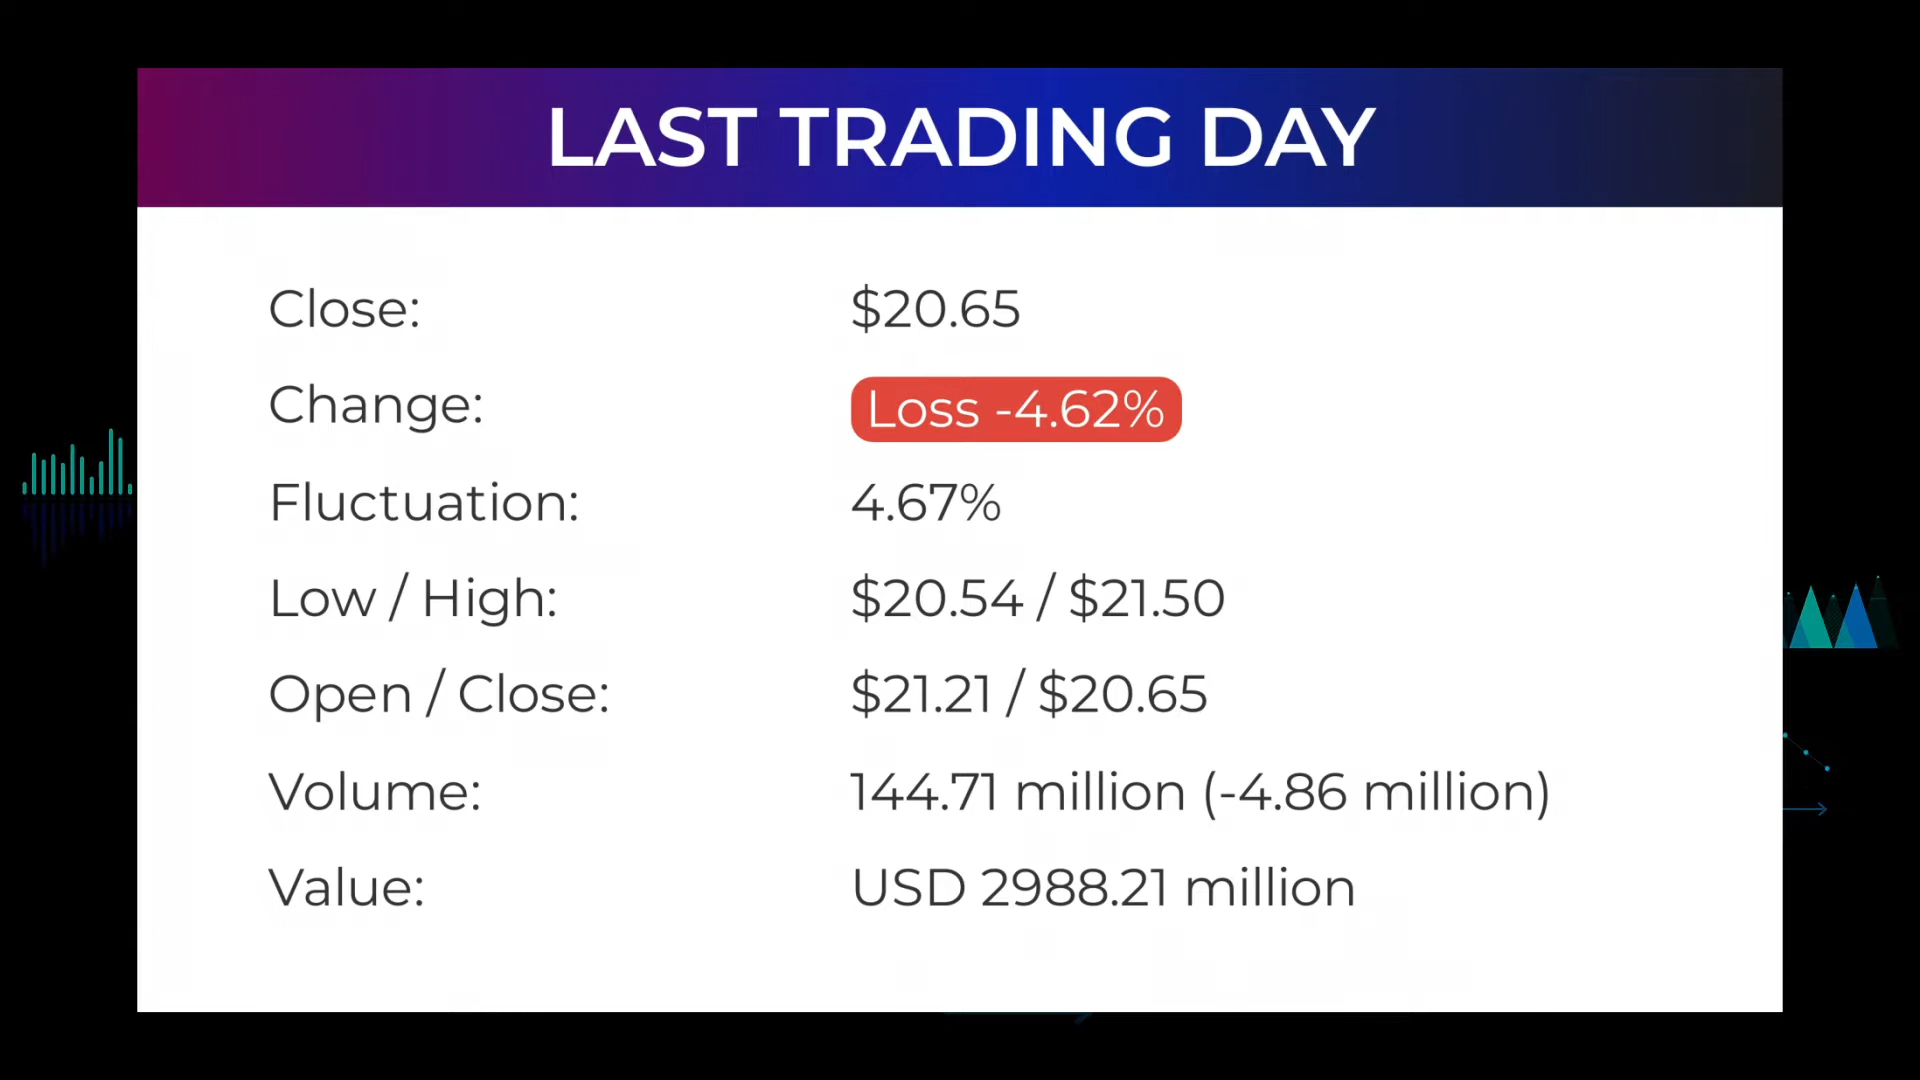 LAST TRADING DAY
Close: $20.65
Change: Loss -4.62%
Fluctuation: 4.67%
Low / High: $20.54 / $21.50
Open / Close: $21.21 / $20.65
Volume: 144.71 million (-4.86 million)
Value: USD 2988.21 million